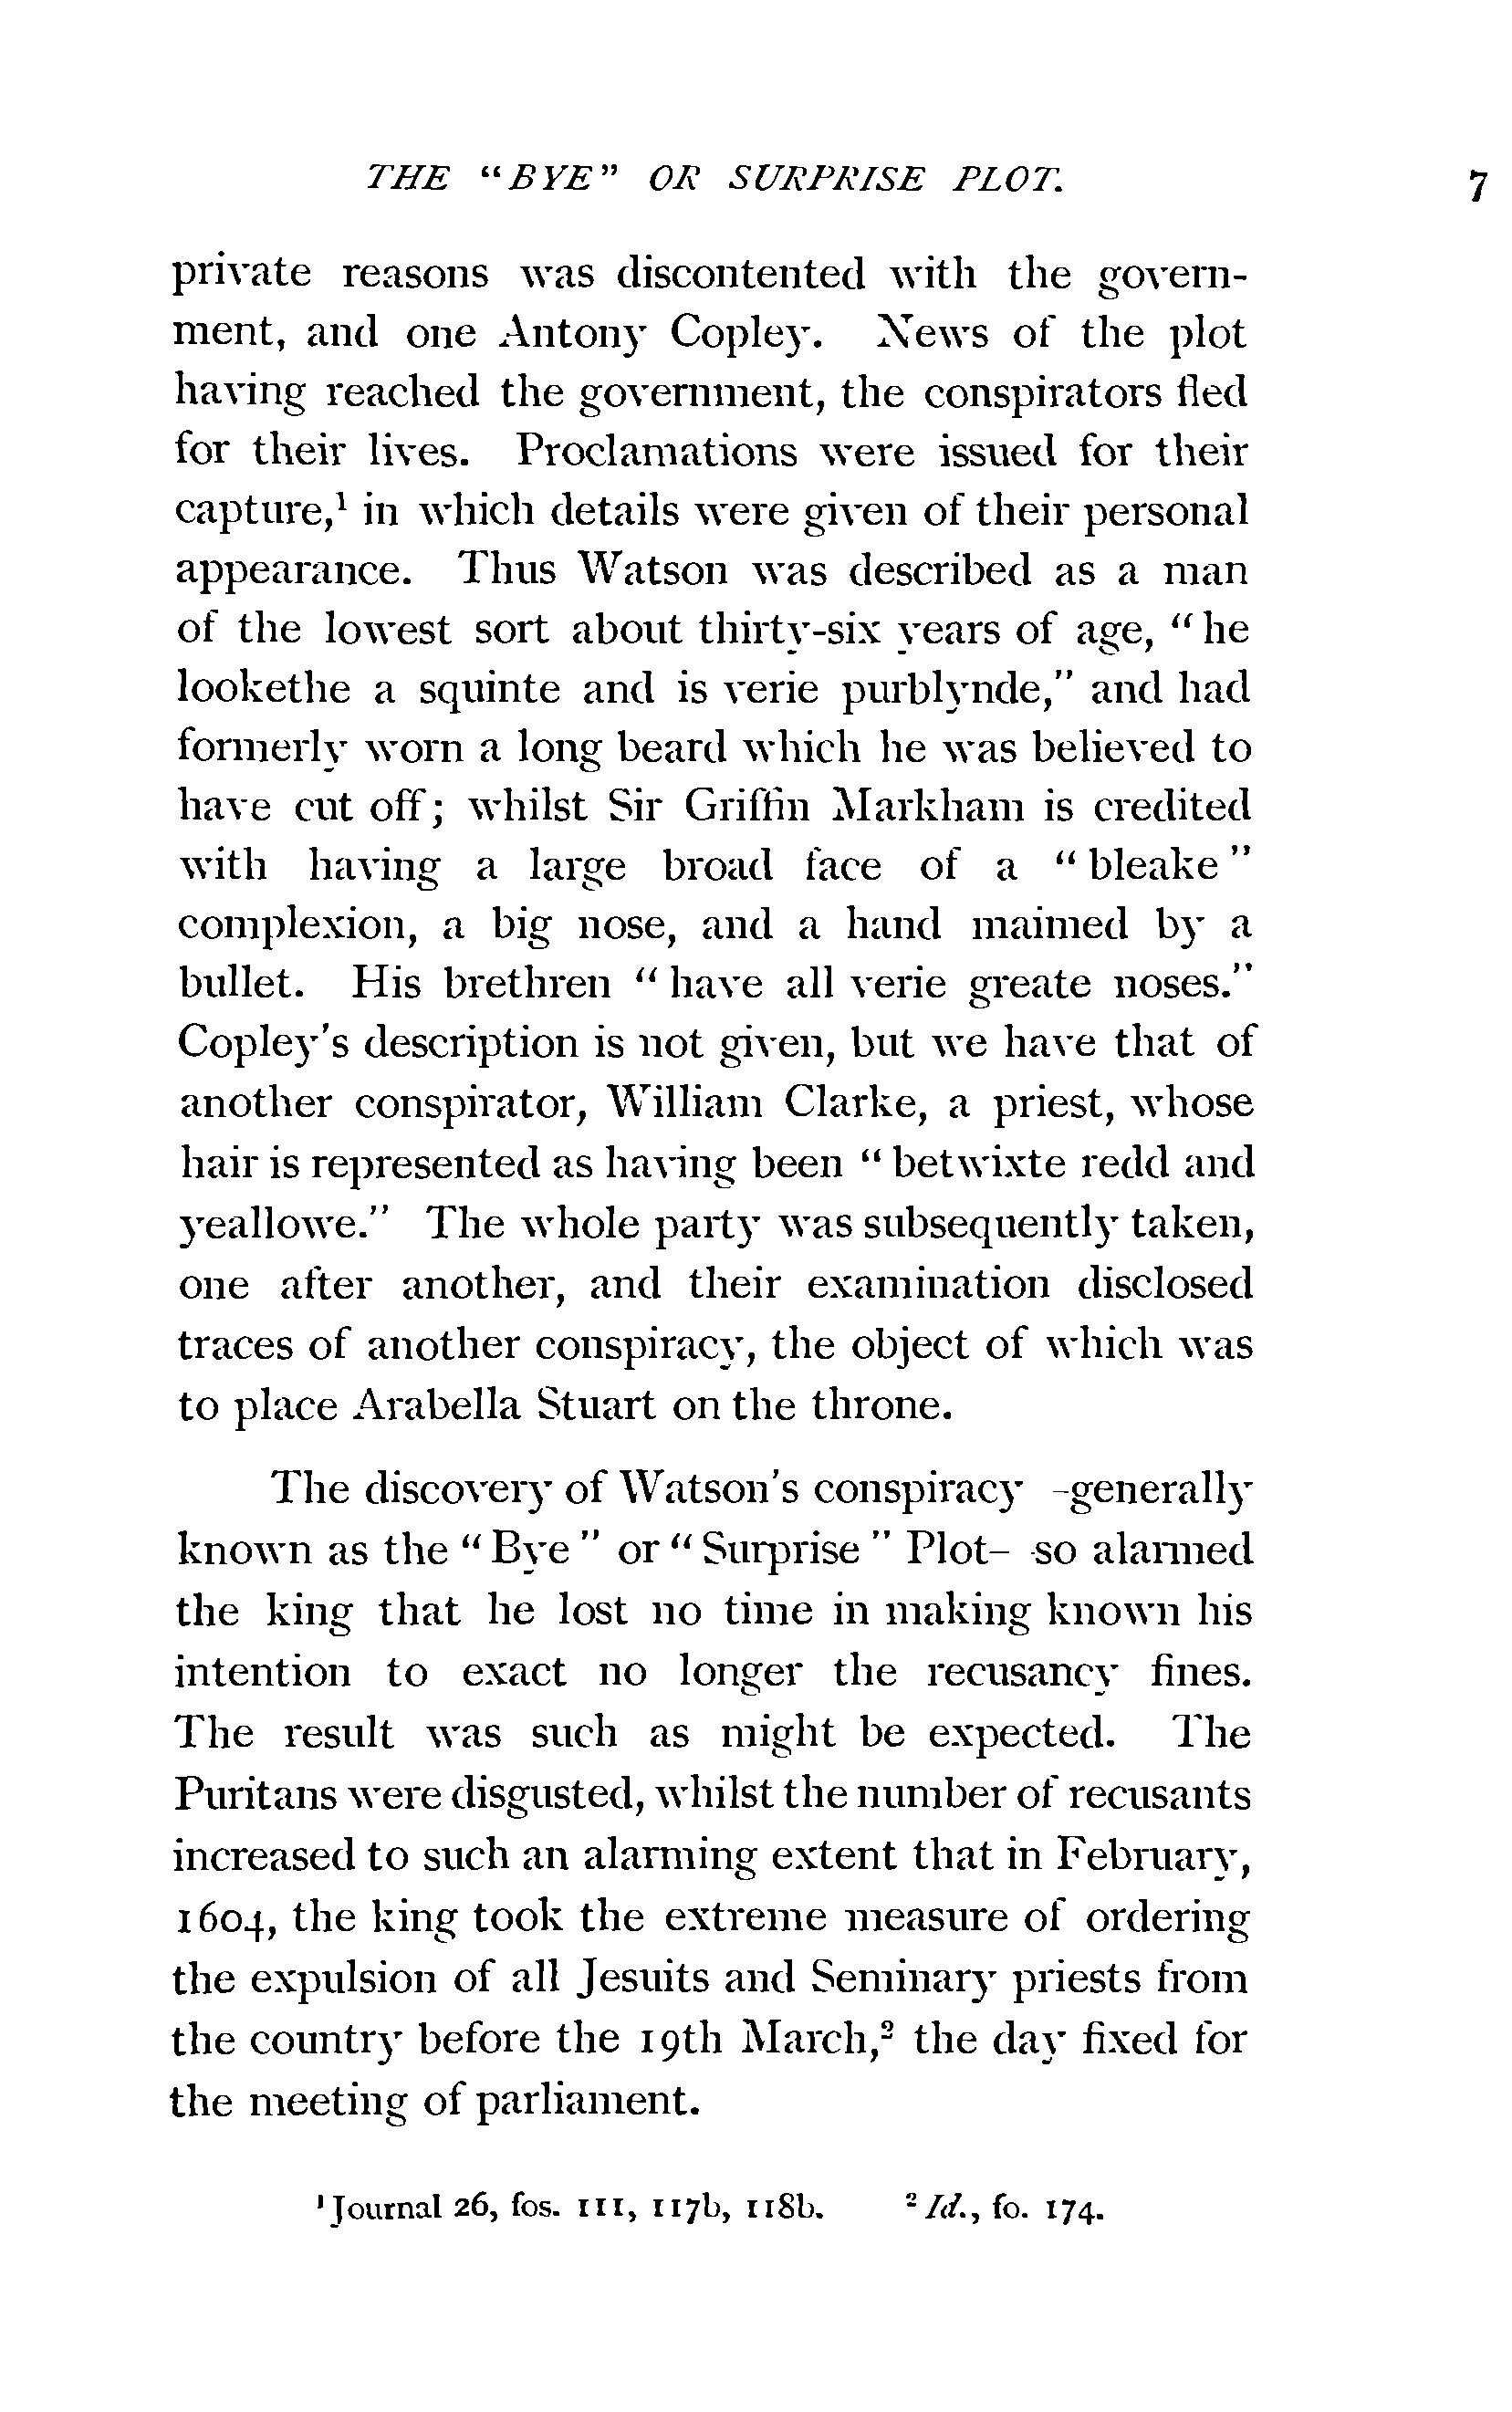 THE "BYE" OR SURPRISE PLOT. 7
private reasons was discontented with the govern-
ment, and one Antony Copley. News of the plot
having reached the government, the conspirators fled
for their lives. Proclamations were issued for their
capture,¹ in which details were given of their personal
appearance. Thus Watson was described as a man
of the lowest sort about thirty-six years of age, "he
lookethe a squinte and is verie purblynde," and had
formerly worn a long beard which he was believed to
have cut off; whilst Sir Griffin Markham is credited
with having a large broad face of a "bleake"
complexion, a big nose, and a hand maimed by a
bullet. His brethren "have all verie greate noses."
Copley's description is not given, but we have that of
another conspirator, William Clarke, a priest, whose
hair is represented as having been "betwixte redd and
yeallowe." The whole party was subsequently taken,
one after another, and their examination disclosed
traces of another conspiracy, the object of which was
to place Arabella Stuart on the throne.
The discovery of Watson's conspiracy -generally
known as the "Bye" or "Surprise" Plot- so alarmed
the king that he lost no time in making known his
intention to exact no longer the recusancy fines.
The result was such as might be expected. The
Puritans were disgusted, whilst the number of recusants
increased to such an alarming extent that in February,
1604, the king took the extreme measure of ordering
the expulsion of all Jesuits and Seminary priests from
the country before the 19th March,² the day fixed for
the meeting of parliament.
¹ Journal 26, fos. 111, 117b, 118b. ² Id., fo. 174.